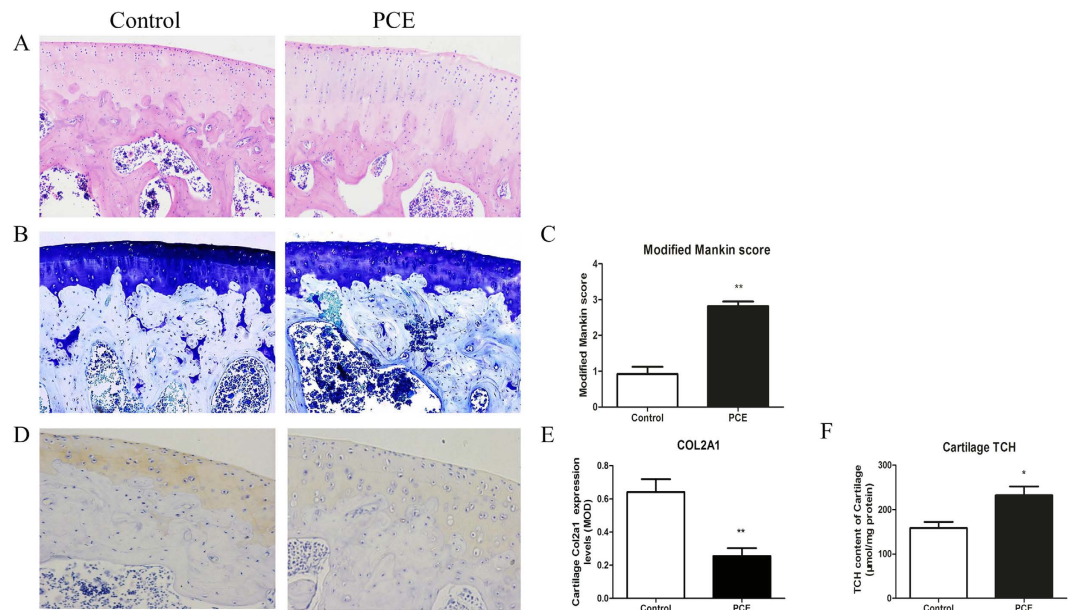 Control PCE
A
B
C
Modified Mankin score
Modified Mankin score
4
3
2
1
0
**
Control PCE
D
E
COL2A1
Cartilage Col2a1 expression
levels (MOD)
0.8
0.6
0.4
0.2
0.0
**
Control PCE
F
Cartilage TCH
TCH content of Cartilage
(μmol/mg protein)
300
200
100
0
*
Control PCE